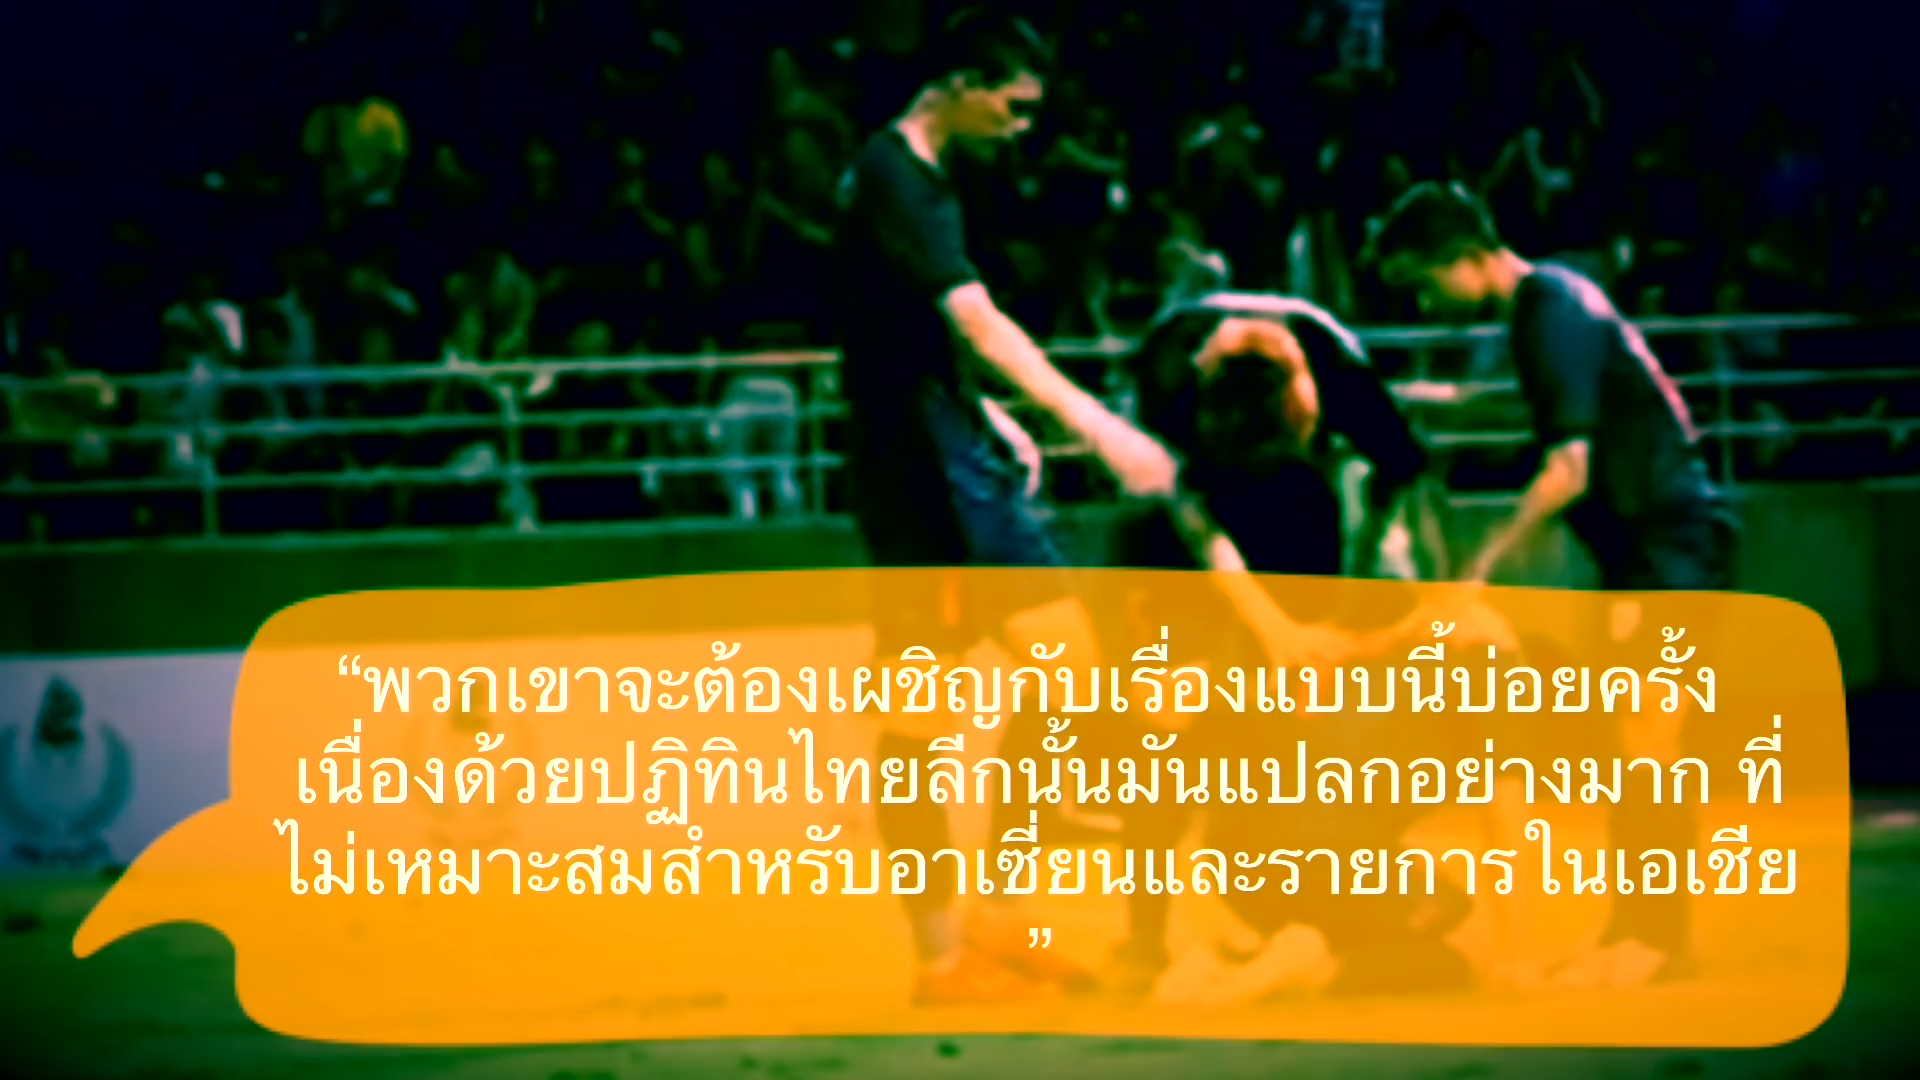 “พวกเขาจะต้องเผชิญกับเรื่องแบบนี้บ่อยครั้ง
เนื่องด้วยปฏิทินไทยลีกนั้นมันแปลกอย่างมาก ที่
ไม่เหมาะสมสำหรับอาเซี่ยนและรายการในเอเชีย
”